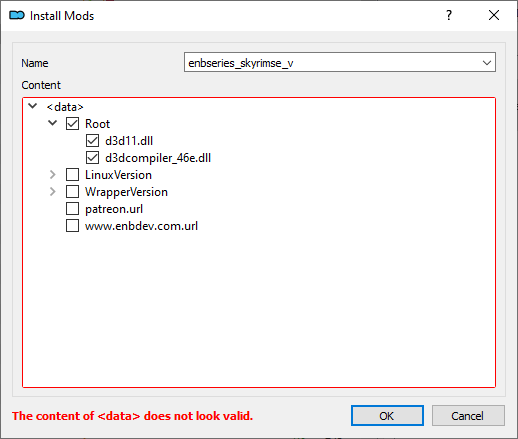 Install Mods
?
Name
enbseries_skyrimse_v
Content
<data>
Root
d3d11.dll
d3dcompiler_46e.dll
LinuxVersion
WrapperVersion
patreon.url
www.enbdev.com.url
The content of <data> does not look valid.
OK
Cancel